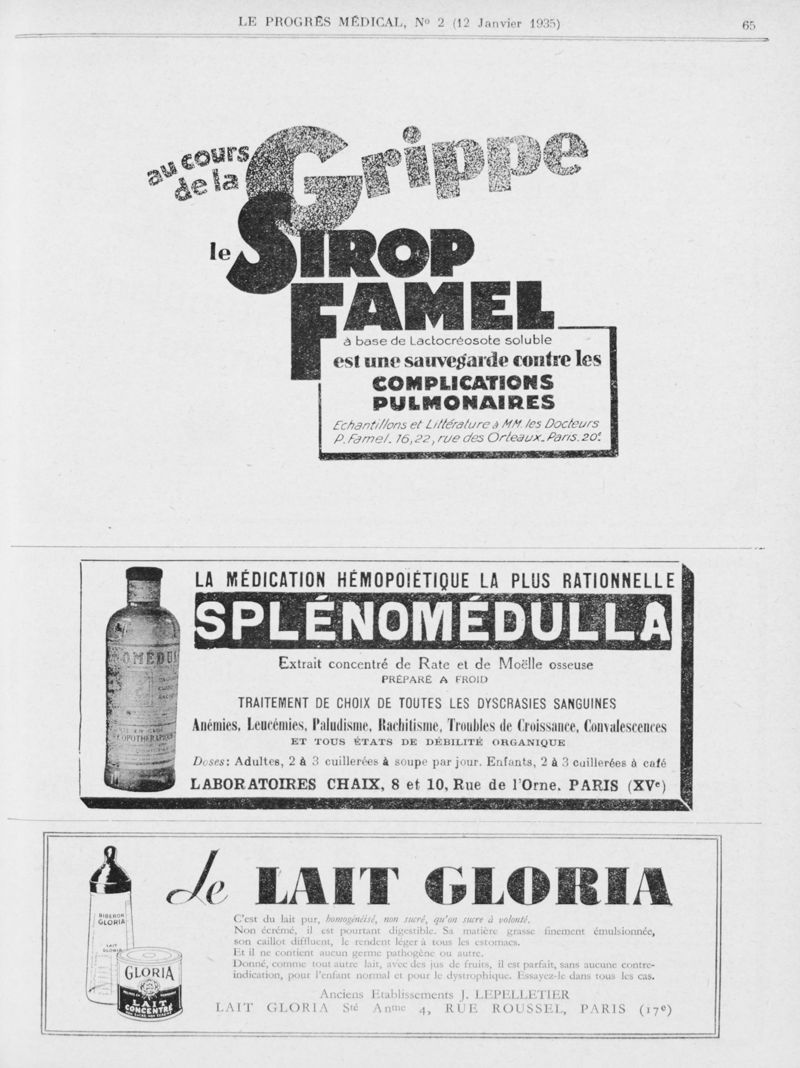 LE PROGRÈS MÉDICAL, No 2 (12 Janvier 1935)
65
au cours
de la
Grippe
le SIROP
FAMEL
à base de Lactocréosote soluble
est une sauvegarde contre les
COMPLICATIONS
PULMONAIRES
Echantillons et Littérature à MM. les Docteurs
P. Famel. 16,22, rue des Orteaux. Paris. 20e.
LA MÉDICATION HÉMOPOIÉTIQUE LA PLUS RATIONNELLE
SPLÉNOMÉDULLA
Extrait concentré de Rate et de Moëlle osseuse
PRÉPARÉ A FROID
TRAITEMENT DE CHOIX DE TOUTES LES DYSCRASIES SANGUINES
Anémies, Leucémies, Paludisme, Rachitisme, Troubles de Croissance, Convalescences
ET TOUS ÉTATS DE DÉBILITÉ ORGANIQUE
Doses: Adultes, 2 à 3 cuillerées à soupe par jour. Enfants, 2 à 3 cuillerées à café
LABORATOIRES CHAIX, 8 et 10, Rue de l'Orne. PARIS (XVe)
Le LAIT GLORIA
C'est du lait pur, homogénéisé, non sucré, qu'on sucre à volonté.
Non écrémé, il est pourtant digestible. Sa matière grasse finement émulsionnée,
son caillot diffluent, le rendent léger à tous les estomacs.
Et il ne contient aucun germe pathogène ou autre.
Donné, comme tout autre lait, avec des jus de fruits, il est parfait, sans aucune contre-
indication, pour l'enfant normal et pour le dystrophique. Essayez-le dans tous les cas.
Anciens Etablissements J. LEPELLETIER
LAIT GLORIA Sté Anme 4, RUE ROUSSEL, PARIS (17e)
BIBERON
GLORIA
LAIT
GLORIA
GLORIA
LAIT
CONCENTRÉ